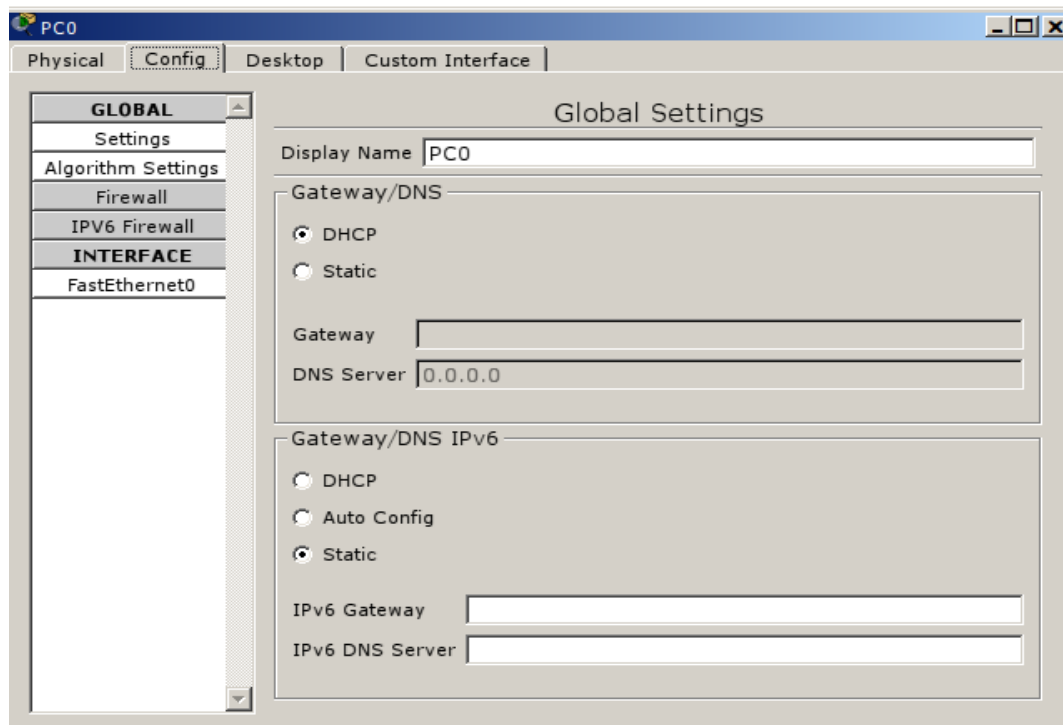 PC0
Physical Config Desktop Custom Interface
GLOBAL
Settings
Algorithm Settings
Firewall
IPV6 Firewall
INTERFACE
FastEthernet0
Global Settings
Display Name PC0
Gateway/DNS
DHCP
Static
Gateway
DNS Server 0.0.0.0
Gateway/DNS IPv6
DHCP
Auto Config
Static
IPv6 Gateway
IPv6 DNS Server